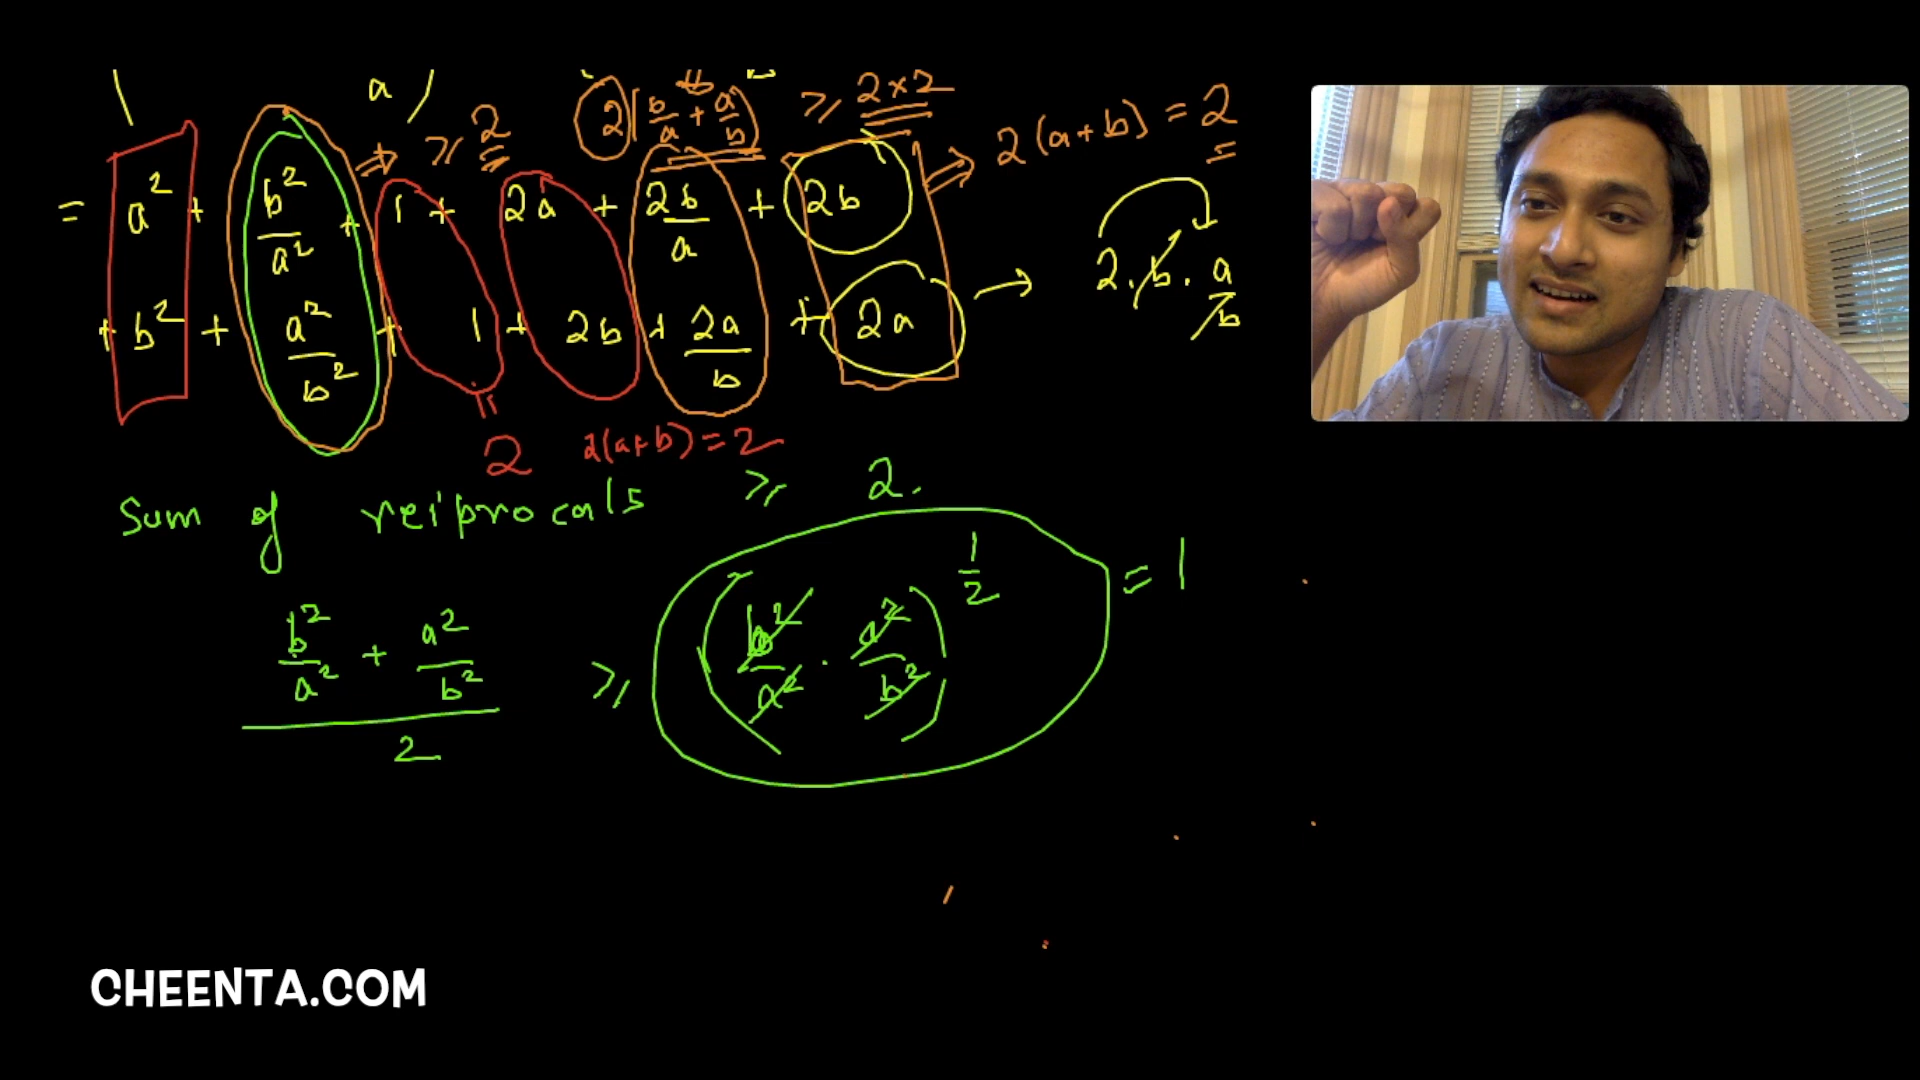 a
2(b/a + a/b) ≥ 2×2
⇒ ≥ 2
⇒ 2(a+b) = 2
= a² + b²/a² + 1 + 2a + 2b/a + 2b
+ b² + a²/b² + 1 + 2b + 2a/b + 2a → 2.b.a/b
2
2(a+b) = 2
Sum of reciprocals ≥ 2.
(b²/a² + a²/b²)/2 ≥ (b²/a² . a²/b²)^1/2 = 1
CHEENTA.COM